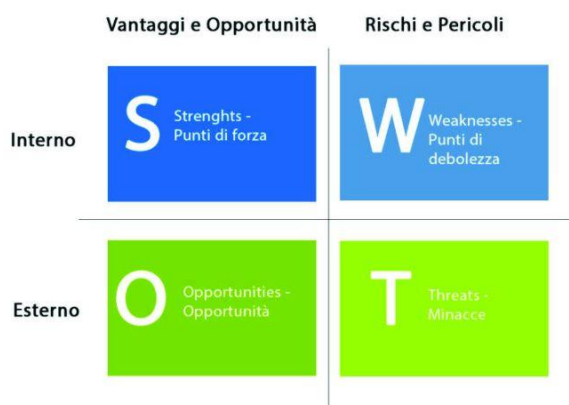 Vantaggi e Opportunità
Rischi e Pericoli
Interno
S
Strenghts -
Punti di forza
W
Weaknesses -
Punti di
debolezza
Esterno
O
Opportunities -
Opportunità
T
Threats -
Minacce